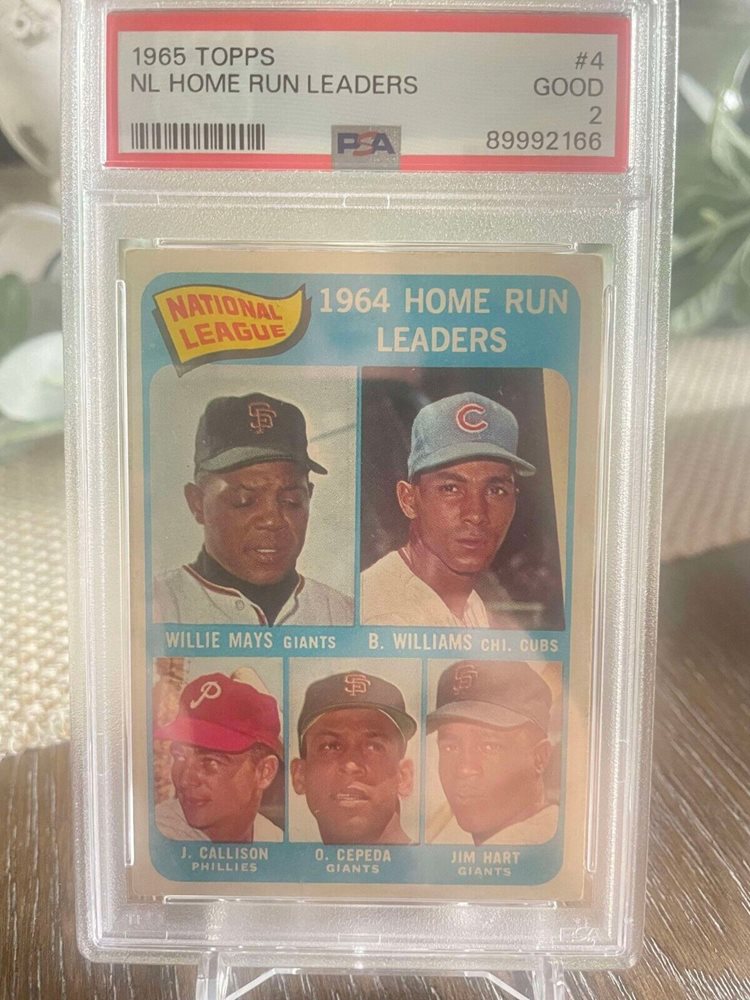 1965 TOPPS
#4
NL HOME RUN LEADERS
GOOD
2
89992166
PSA
NATIONAL
LEAGUE
1964 HOME RUN
LEADERS
SF
C
WILLIE MAYS GIANTS
B. WILLIAMS CHI. CUBS
P
SF
SF
J. CALLISON
PHILLIES
O. CEPEDA
GIANTS
JIM HART
GIANTS
PSA